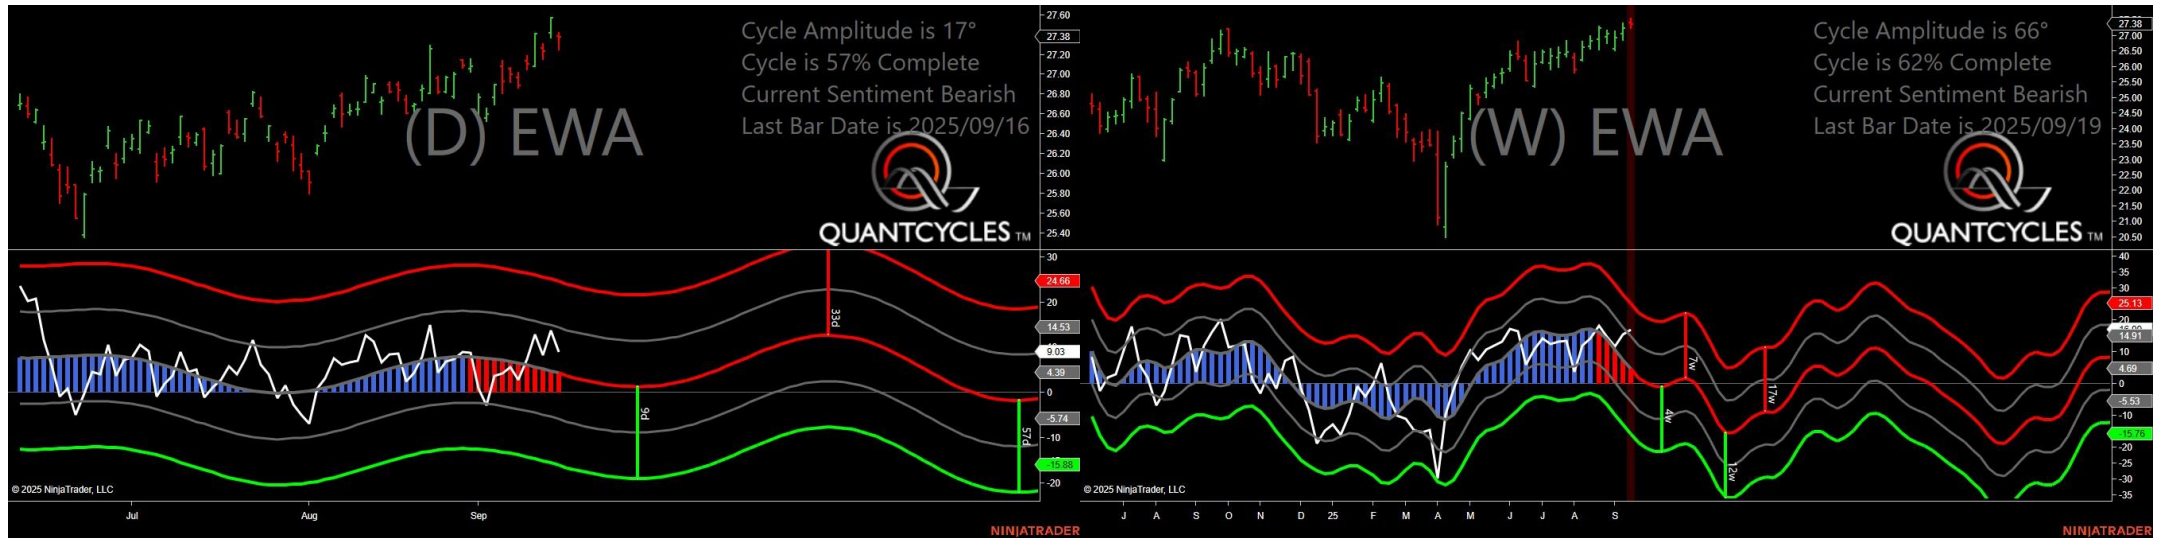 Cycle Amplitude is 17°
Cycle is 57% Complete
Current Sentiment Bearish
Last Bar Date is 2025/09/16
(D) EWA
QUANTCYCLES TM
27.60
27.38
27.20
27.00
26.80
26.60
26.40
26.20
26.00
25.80
25.60
25.40
30
24.66
20
14.53
9.03
4.39
0
-5.74
-10
-15.88
-20
9d
33d
57d
© 2025 NinjaTrader, LLC
Jul Aug Sep
NINJATRADER
Cycle Amplitude is 66°
Cycle is 62% Complete
Current Sentiment Bearish
Last Bar Date is 2025/09/19
(W) EWA
QUANTCYCLES TM
27.38
27.00
26.50
26.00
25.50
25.00
24.50
24.00
23.50
23.00
22.50
22.00
21.50
21.00
20.50
40
35
30
25.13
20
14.91
10
4.69
0
-5.53
-10
-15.76
-20
-25
-30
-35
4w
7w
12w
17w
© 2025 NinjaTrader, LLC
J A S O N D 25 F M A M J J A S
NINJATRADER